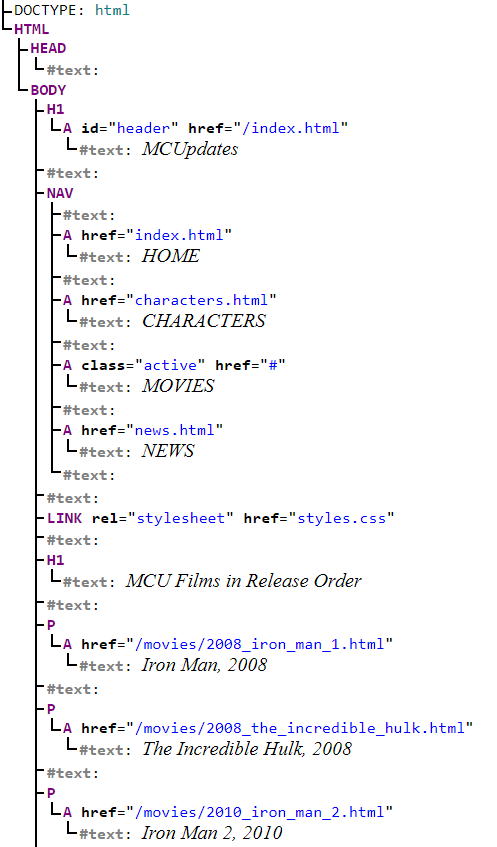 DOCTYPE: html
HTML
HEAD
#text:
BODY
H1
A id="header" href="/index.html"
#text: MCUpdates
#text:
NAV
#text:
A href="index.html"
#text: HOME
#text:
A href="characters.html"
#text: CHARACTERS
#text:
A class="active" href="#"
#text: MOVIES
#text:
A href="news.html"
#text: NEWS
#text:
#text:
LINK rel="stylesheet" href="styles.css"
#text:
H1
#text: MCU Films in Release Order
#text:
P
A href="/movies/2008_iron_man_1.html"
#text: Iron Man, 2008
#text:
P
A href="/movies/2008_the_incredible_hulk.html"
#text: The Incredible Hulk, 2008
#text:
P
A href="/movies/2010_iron_man_2.html"
#text: Iron Man 2, 2010